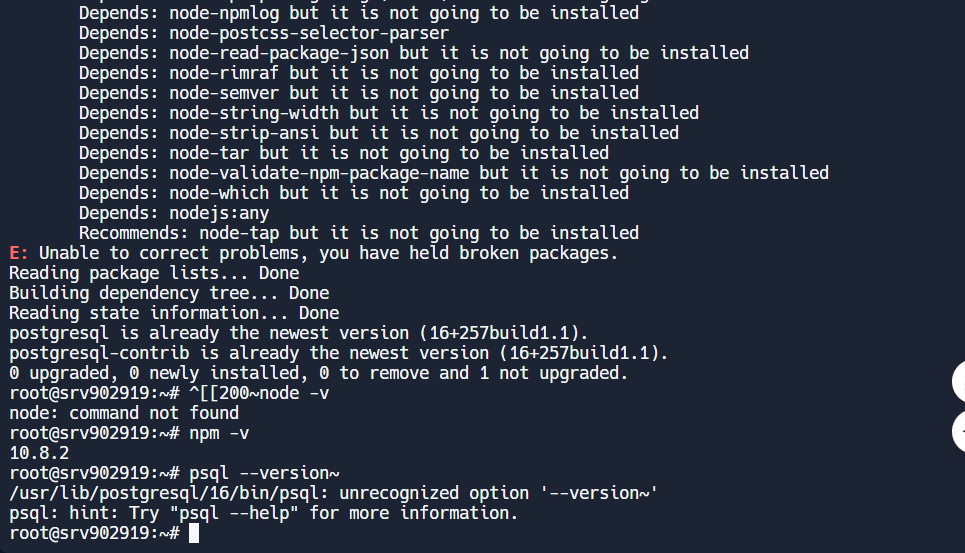 Depends: node-npmlog but it is not going to be installed
Depends: node-postcss-selector-parser
Depends: node-read-package-json but it is not going to be installed
Depends: node-rimraf but it is not going to be installed
Depends: node-semver but it is not going to be installed
Depends: node-string-width but it is not going to be installed
Depends: node-strip-ansi but it is not going to be installed
Depends: node-tar but it is not going to be installed
Depends: node-validate-npm-package-name but it is not going to be installed
Depends: node-which but it is not going to be installed
Depends: nodejs:any
Recommends: node-tap but it is not going to be installed
E: Unable to correct problems, you have held broken packages.
Reading package lists... Done
Building dependency tree... Done
Reading state information... Done
postgresql is already the newest version (16+257build1.1).
postgresql-contrib is already the newest version (16+257build1.1).
0 upgraded, 0 newly installed, 0 to remove and 1 not upgraded.
root@srv902919:~# ^[[200~node -v
node: command not found
root@srv902919:~# npm -v
10.8.2
root@srv902919:~# psql --version~
/usr/lib/postgresql/16/bin/psql: unrecognized option '--version~'
psql: hint: Try "psql --help" for more information.
root@srv902919:~#